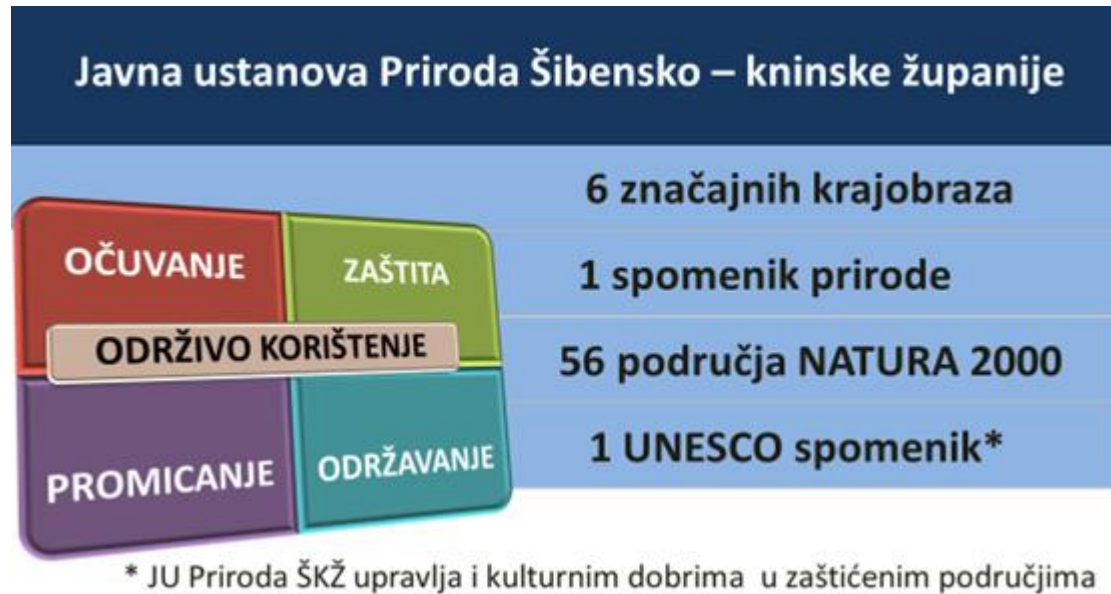 Javna ustanova Priroda Šibensko – kninske županije
OČUVANJE
ZAŠTITA
ODRŽIVO KORIŠTENJE
PROMICANJE
ODRŽAVANJE
6 značajnih krajobraza
1 spomenik prirode
56 područja NATURA 2000
1 UNESCO spomenik*
* JU Priroda ŠKŽ upravlja i kulturnim dobrima u zaštićenim područjima